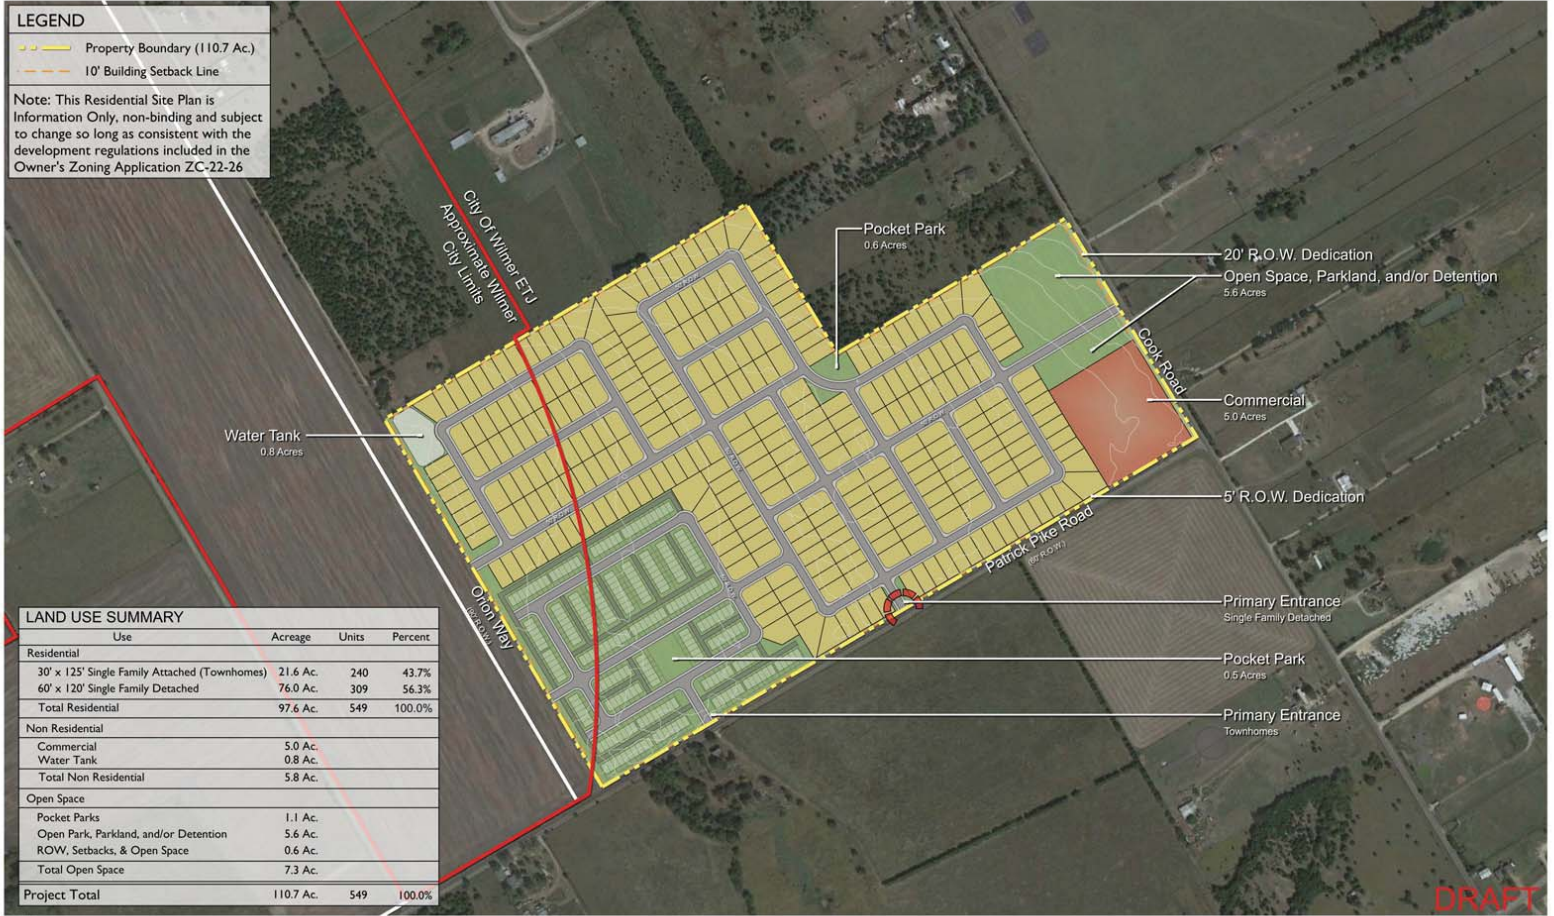 LEGEND
Property Boundary (110.7 Ac.)
10' Building Setback Line
Note: This Residential Site Plan is
Information Only, non-binding and subject
to change so long as consistent with the
development regulations included in the
Owner's Zoning Application ZC-22-26
City Of Wilmer ETJ
Approximate Wilmer
City Limits
Pocket Park
0.6 Acres
20' R.O.W. Dedication
Open Space, Parkland, and/or Detention
5.6 Acres
Cook Road
Commercial
5.0 Acres
Water Tank
0.8 Acres
5' R.O.W. Dedication
Patrick Pike Road
(60' R.O.W.)
Orion Way
(90' R.O.W.)
Primary Entrance
Single Family Detached
Pocket Park
0.5 Acres
Primary Entrance
Townhomes
LAND USE SUMMARY
Use Acreage Units Percent
Residential
30' x 125' Single Family Attached (Townhomes) 21.6 Ac. 240 43.7%
60' x 120' Single Family Detached 76.0 Ac. 309 56.3%
Total Residential 97.6 Ac. 549 100.0%
Non Residential
Commercial 5.0 Ac.
Water Tank 0.8 Ac.
Total Non Residential 5.8 Ac.
Open Space
Pocket Parks 1.1 Ac.
Open Park, Parkland, and/or Detention 5.6 Ac.
ROW, Setbacks, & Open Space 0.6 Ac.
Total Open Space 7.3 Ac.
Project Total 110.7 Ac. 549 100.0%
DRAFT